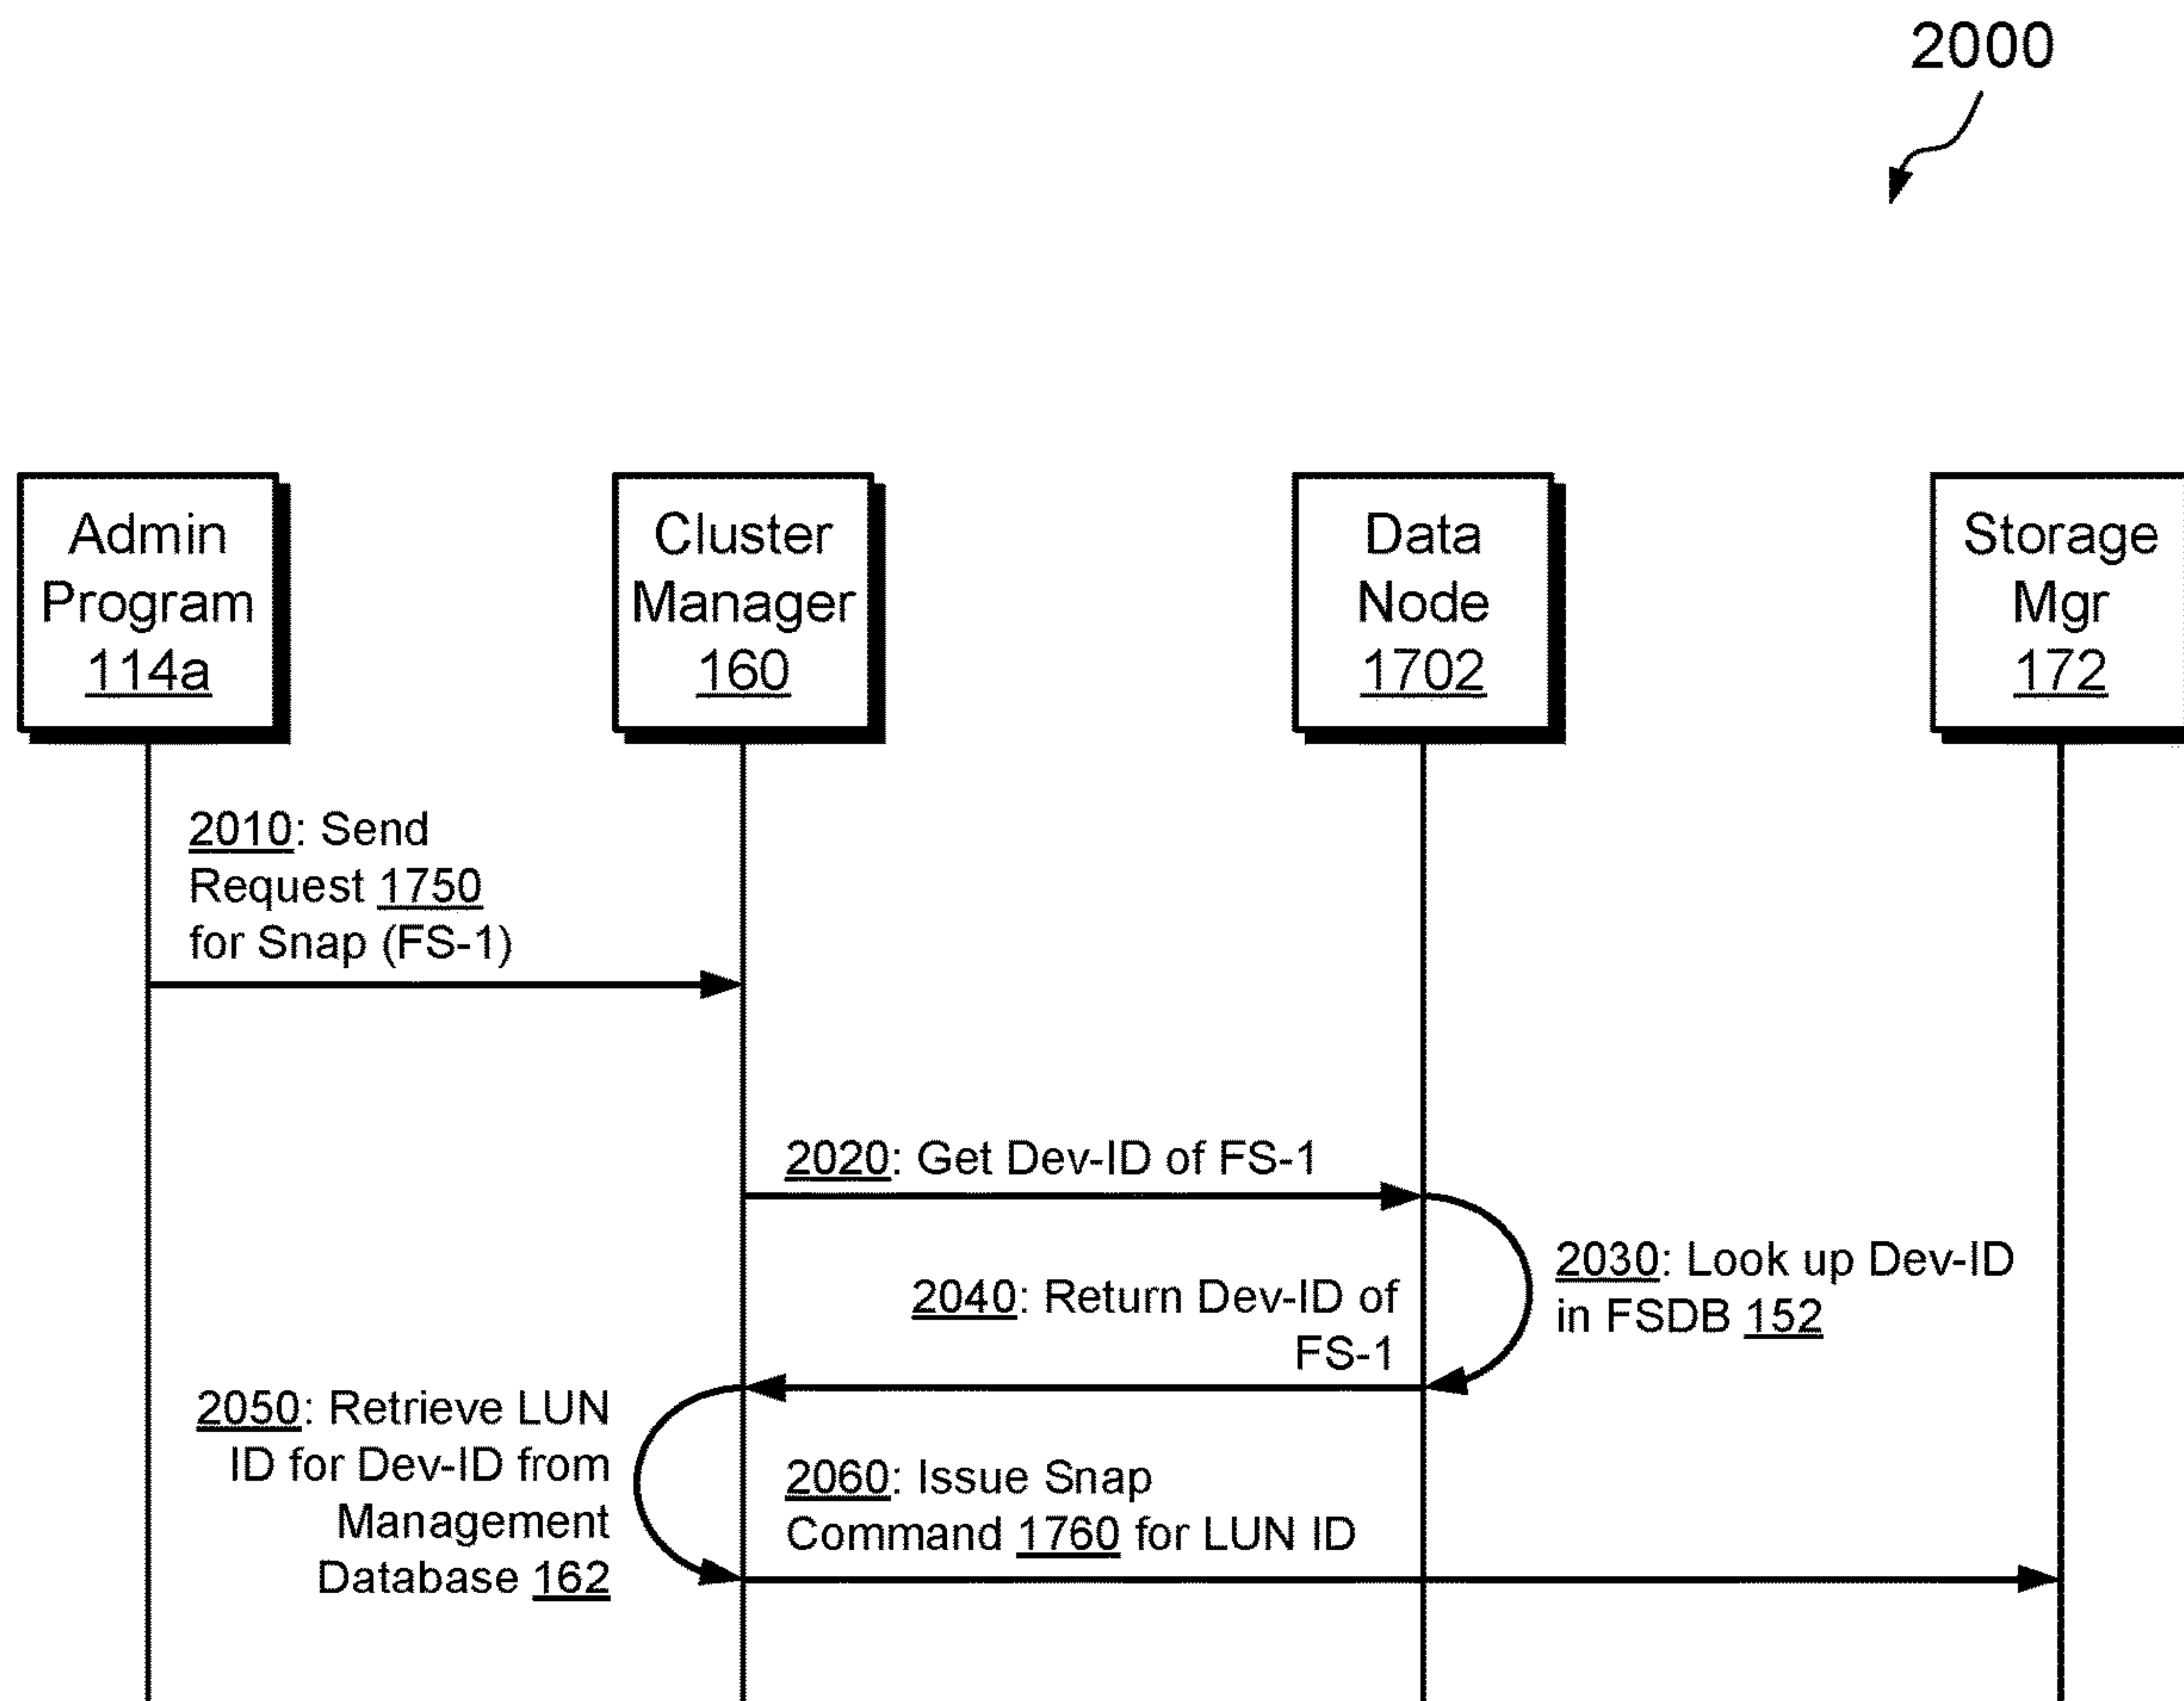 2000
Admin
Program
114a
Cluster
Manager
160
Data
Node
1702
Storage
Mgr
172
2010: Send
Request 1750
for Snap (FS-1)
2020: Get Dev-ID of FS-1
2030: Look up Dev-ID
in FSDB 152
2040: Return Dev-ID of
FS-1
2050: Retrieve LUN
ID for Dev-ID from
Management
Database 162
2060: Issue Snap
Command 1760 for LUN ID